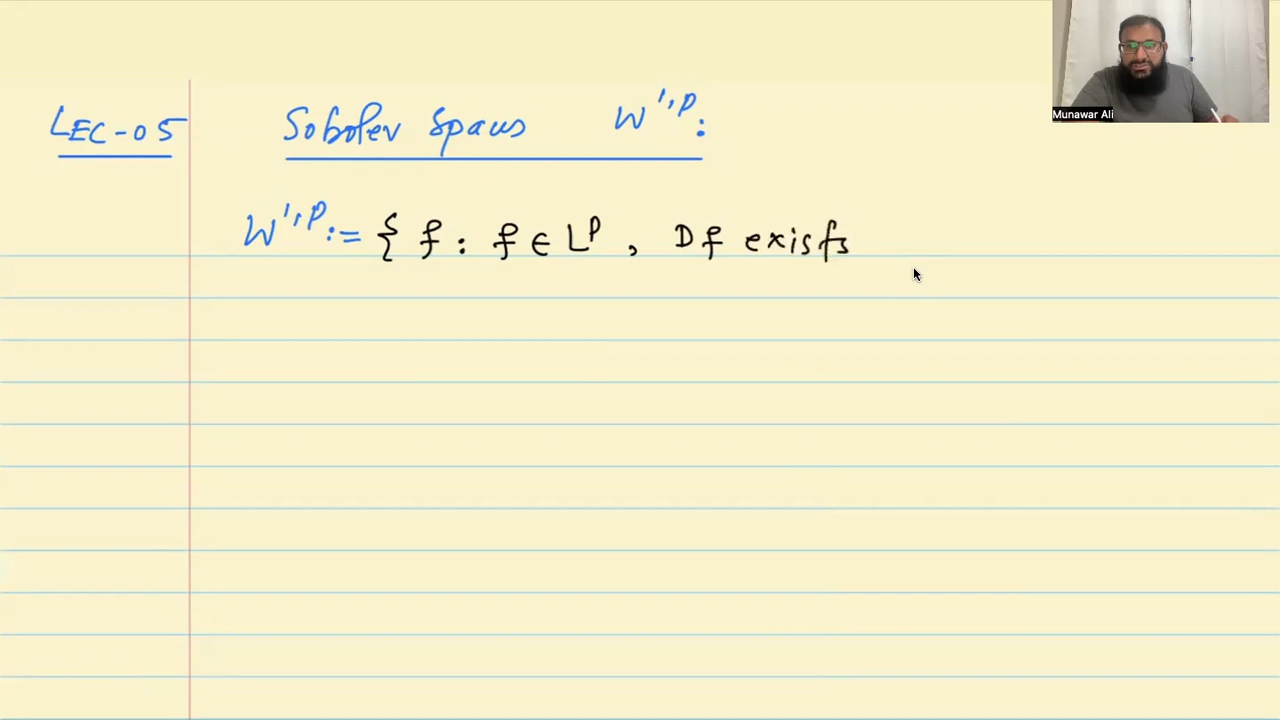 Munawar Ali
LEC-05 Sobolev Spaces W^{1,p}:
W^{1,p} := { f : f ∈ L^p , Df exists